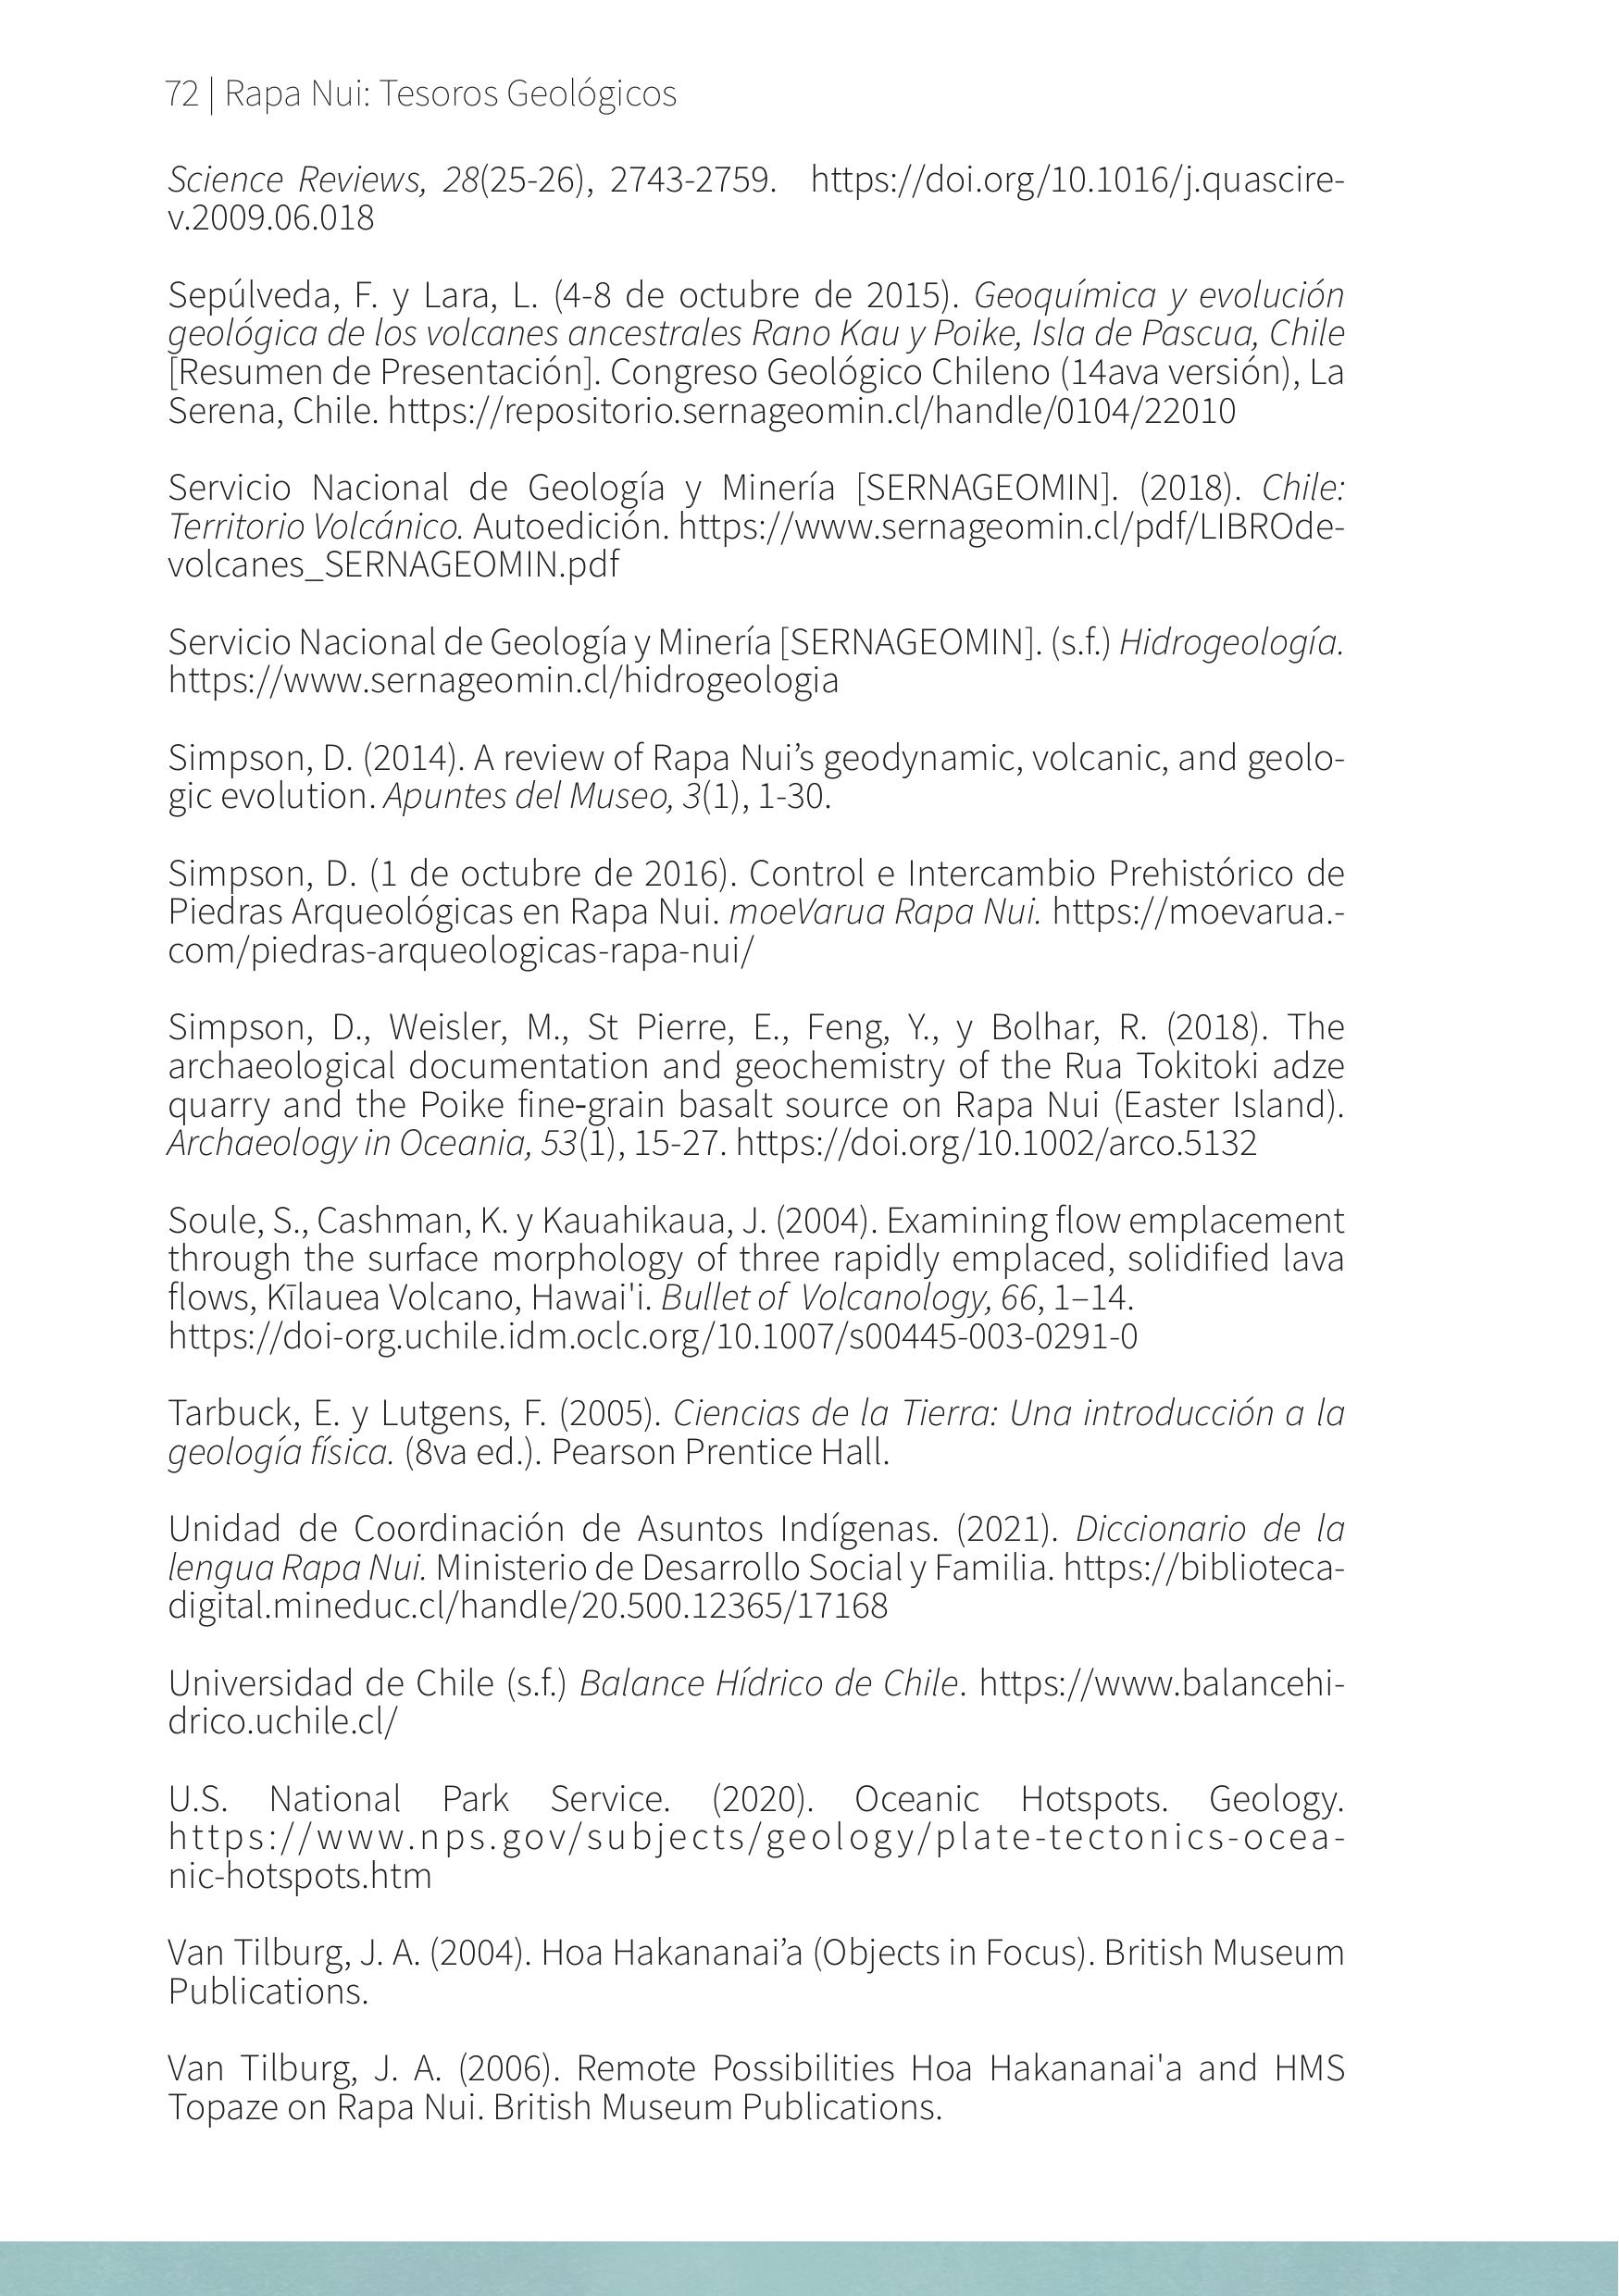 72 | Rapa Nui: Tesoros Geológicos
Science Reviews, 28(25-26), 2743-2759. https://doi.org/10.1016/j.quascire-
v.2009.06.018
Sepúlveda, F. y Lara, L. (4-8 de octubre de 2015). Geoquímica y evolución
geológica de los volcanes ancestrales Rano Kau y Poike, Isla de Pascua, Chile
[Resumen de Presentación]. Congreso Geológico Chileno (14ava versión), La
Serena, Chile. https://repositorio.sernageomin.cl/handle/0104/22010
Servicio Nacional de Geología y Minería [SERNAGEOMIN]. (2018). Chile:
Territorio Volcánico. Autoedición. https://www.sernageomin.cl/pdf/LIBROde-
volcanes_SERNAGEOMIN.pdf
Servicio Nacional de Geología y Minería [SERNAGEOMIN]. (s.f.) Hidrogeología.
https://www.sernageomin.cl/hidrogeologia
Simpson, D. (2014). A review of Rapa Nui’s geodynamic, volcanic, and geolo-
gic evolution. Apuntes del Museo, 3(1), 1-30.
Simpson, D. (1 de octubre de 2016). Control e Intercambio Prehistórico de
Piedras Arqueológicas en Rapa Nui. moeVarua Rapa Nui. https://moevarua.-
com/piedras-arqueologicas-rapa-nui/
Simpson, D., Weisler, M., St Pierre, E., Feng, Y., y Bolhar, R. (2018). The
archaeological documentation and geochemistry of the Rua Tokitoki adze
quarry and the Poike fine-grain basalt source on Rapa Nui (Easter Island).
Archaeology in Oceania, 53(1), 15-27. https://doi.org/10.1002/arco.5132
Soule, S., Cashman, K. y Kauahikaua, J. (2004). Examining flow emplacement
through the surface morphology of three rapidly emplaced, solidified lava
flows, Kīlauea Volcano, Hawai'i. Bullet of Volcanology, 66, 1–14.
https://doi-org.uchile.idm.oclc.org/10.1007/s00445-003-0291-0
Tarbuck, E. y Lutgens, F. (2005). Ciencias de la Tierra: Una introducción a la
geología física. (8va ed.). Pearson Prentice Hall.
Unidad de Coordinación de Asuntos Indígenas. (2021). Diccionario de la
lengua Rapa Nui. Ministerio de Desarrollo Social y Familia. https://biblioteca-
digital.mineduc.cl/handle/20.500.12365/17168
Universidad de Chile (s.f.) Balance Hídrico de Chile. https://www.balancehi-
drico.uchile.cl/
U.S. National Park Service. (2020). Oceanic Hotspots. Geology.
https://www.nps.gov/subjects/geology/plate-tectonics-ocea-
nic-hotspots.htm
Van Tilburg, J. A. (2004). Hoa Hakananai’a (Objects in Focus). British Museum
Publications.
Van Tilburg, J. A. (2006). Remote Possibilities Hoa Hakananai'a and HMS
Topaze on Rapa Nui. British Museum Publications.